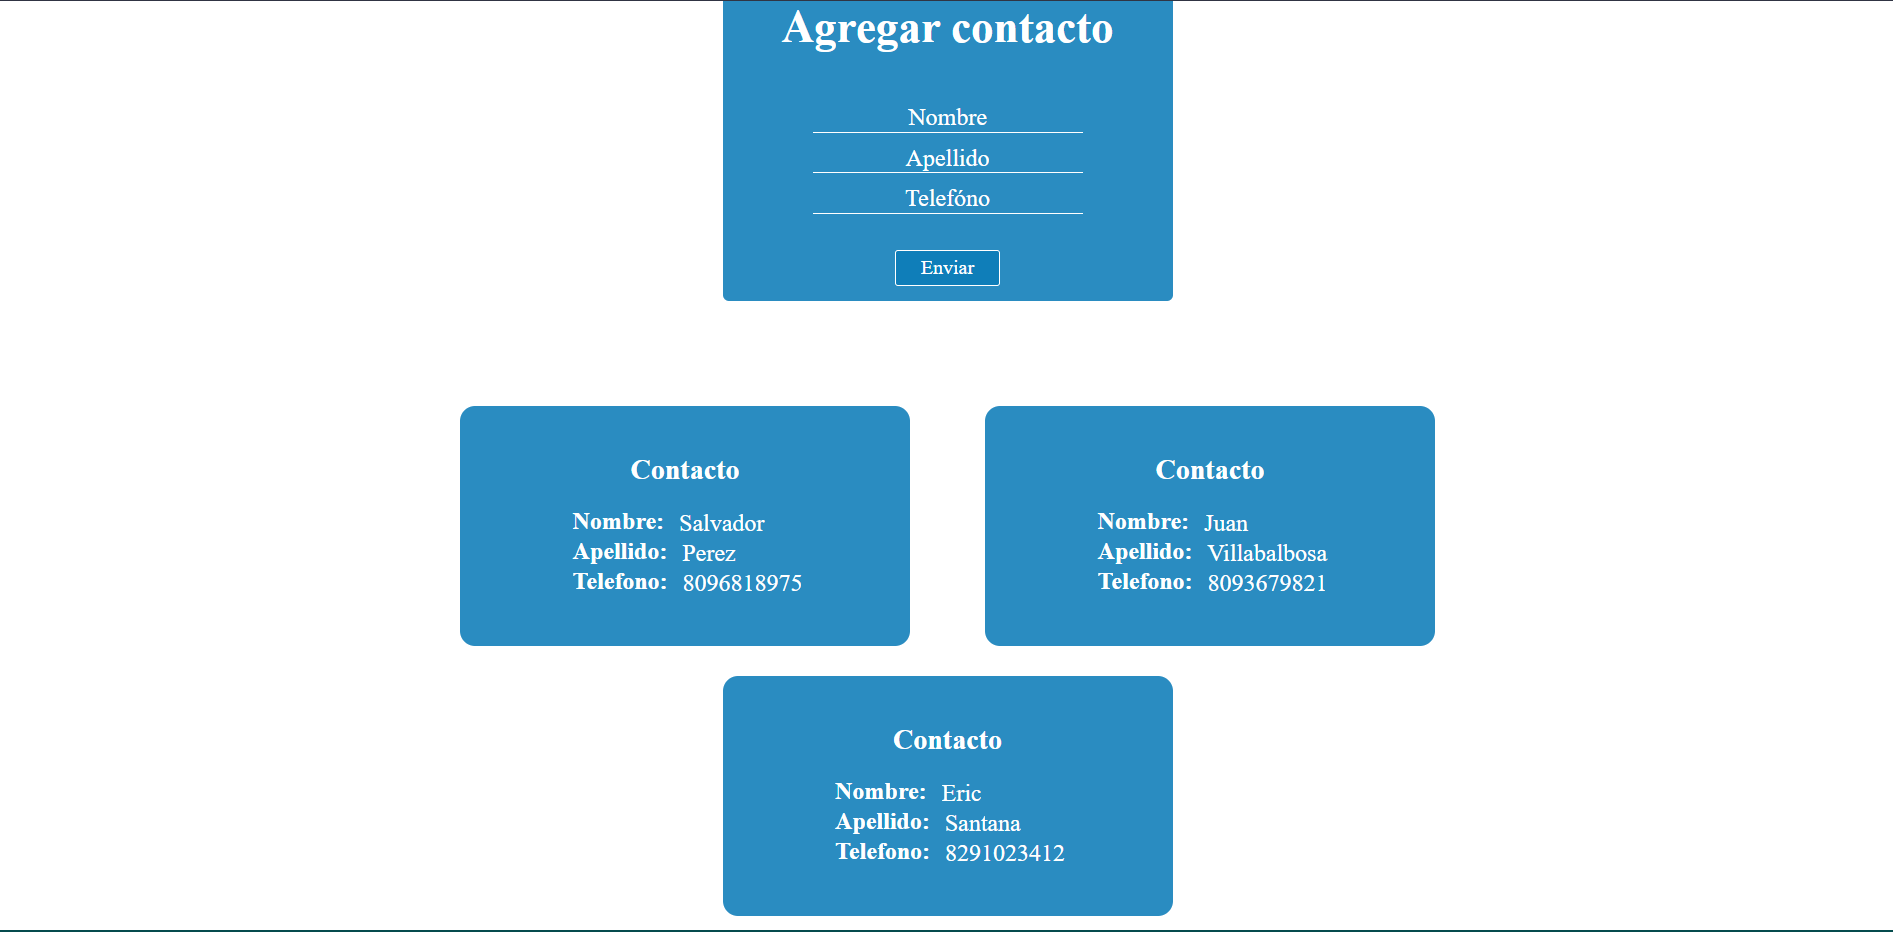 Agregar contacto
Nombre
Apellido
Telefóno
Enviar
Contacto
Nombre: Salvador
Apellido: Perez
Telefono: 8096818975
Contacto
Nombre: Juan
Apellido: Villabalbosa
Telefono: 8093679821
Contacto
Nombre: Eric
Apellido: Santana
Telefono: 8291023412